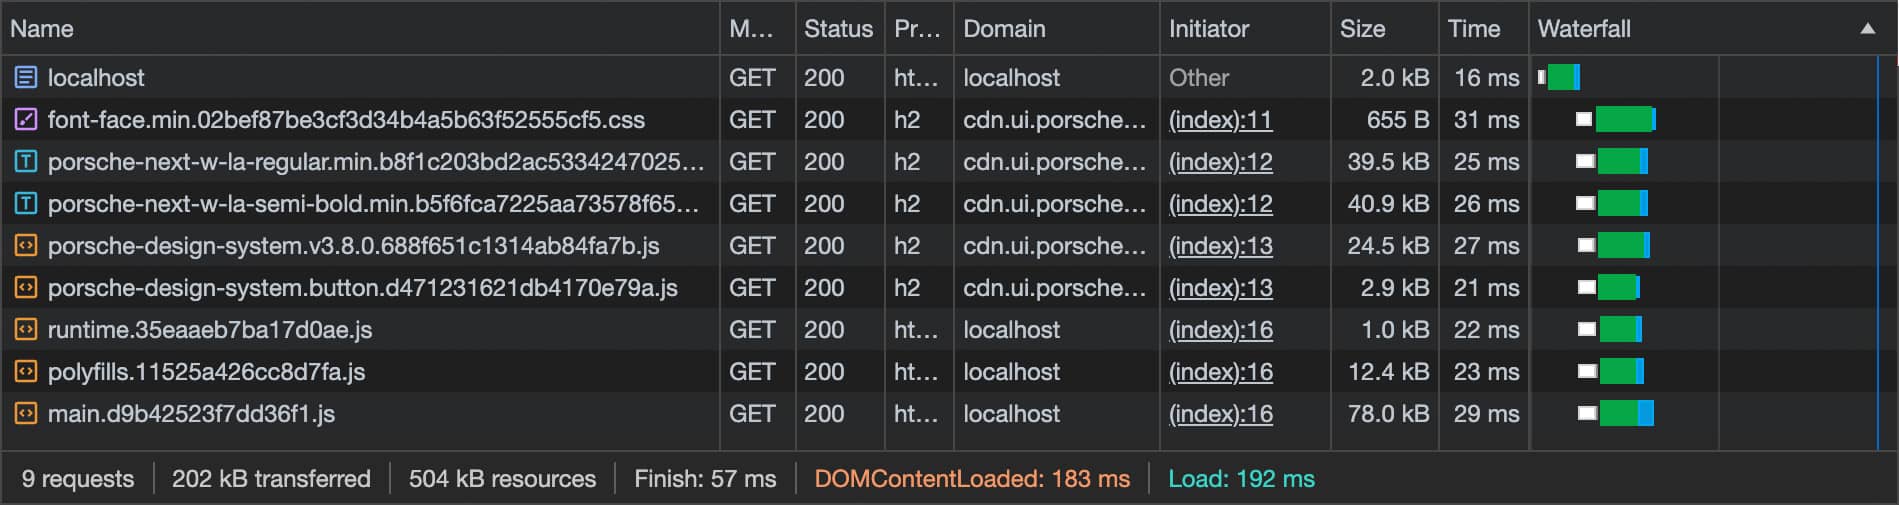 Name M... Status Pr... Domain Initiator Size Time Waterfall
localhost GET 200 ht... localhost Other 2.0 kB 16 ms
font-face.min.02bef87be3cf3d34b4a5b63f52555cf5.css GET 200 h2 cdn.ui.porsche... (index):11 655 B 31 ms
porsche-next-w-la-regular.min.b8f1c203bd2ac5334247025... GET 200 h2 cdn.ui.porsche... (index):12 39.5 kB 25 ms
porsche-next-w-la-semi-bold.min.b5f6fca7225aa73578f65... GET 200 h2 cdn.ui.porsche... (index):12 40.9 kB 26 ms
porsche-design-system.v3.8.0.688f651c1314ab84fa7b.js GET 200 h2 cdn.ui.porsche... (index):13 24.5 kB 27 ms
porsche-design-system.button.d471231621db4170e79a.js GET 200 h2 cdn.ui.porsche... (index):13 2.9 kB 21 ms
runtime.35eaaeb7ba17d0ae.js GET 200 ht... localhost (index):16 1.0 kB 22 ms
polyfills.11525a426cc8d7fa.js GET 200 ht... localhost (index):16 12.4 kB 23 ms
main.d9b42523f7dd36f1.js GET 200 ht... localhost (index):16 78.0 kB 29 ms
9 requests 202 kB transferred 504 kB resources Finish: 57 ms DOMContentLoaded: 183 ms Load: 192 ms